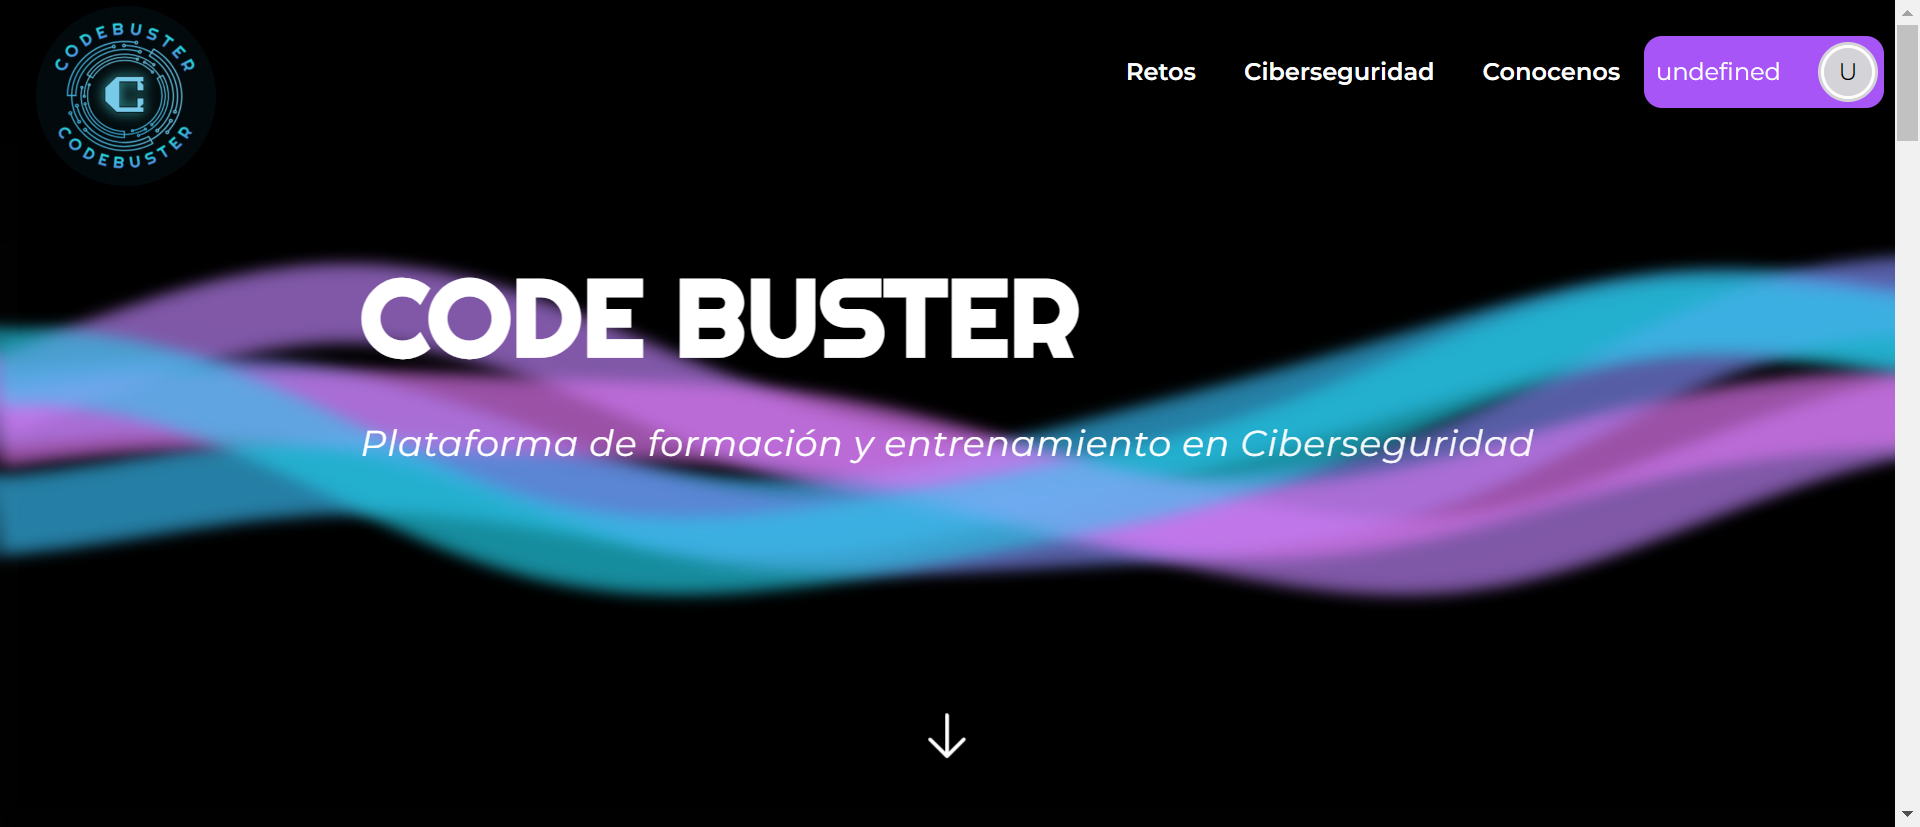 CODEBUSTER
C
CODEBUSTER
Retos Ciberseguridad Conocenos undefined U
CODE BUSTER
Plataforma de formación y entrenamiento en Ciberseguridad